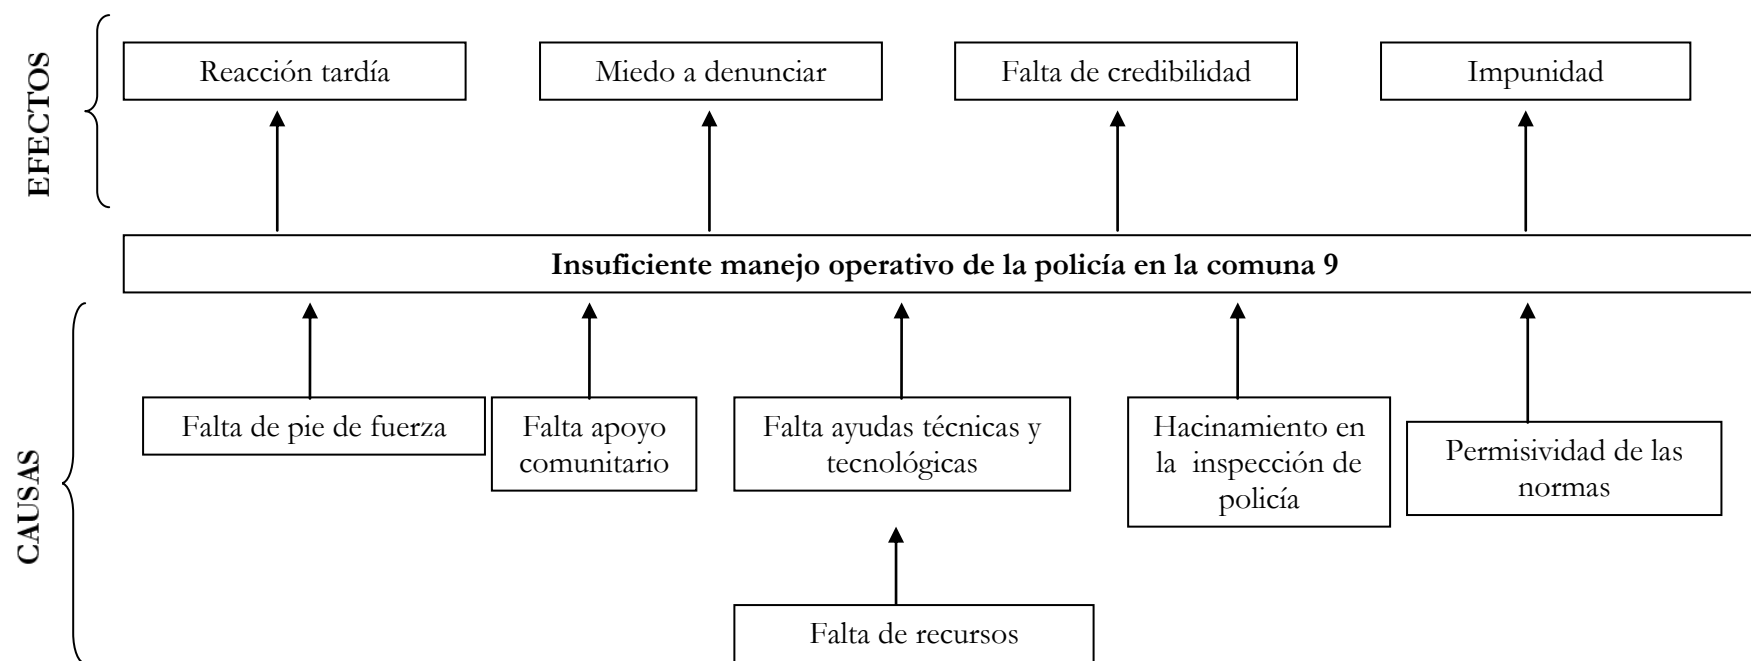 EFECTOS
Reacción tardía
Miedo a denunciar
Falta de credibilidad
Impunidad
Insuficiente manejo operativo de la policía en la comuna 9
CAUSAS
Falta de pie de fuerza
Falta apoyo
comunitario
Falta ayudas técnicas y
tecnológicas
Hacinamiento en
la inspección de
policía
Permisividad de las
normas
Falta de recursos